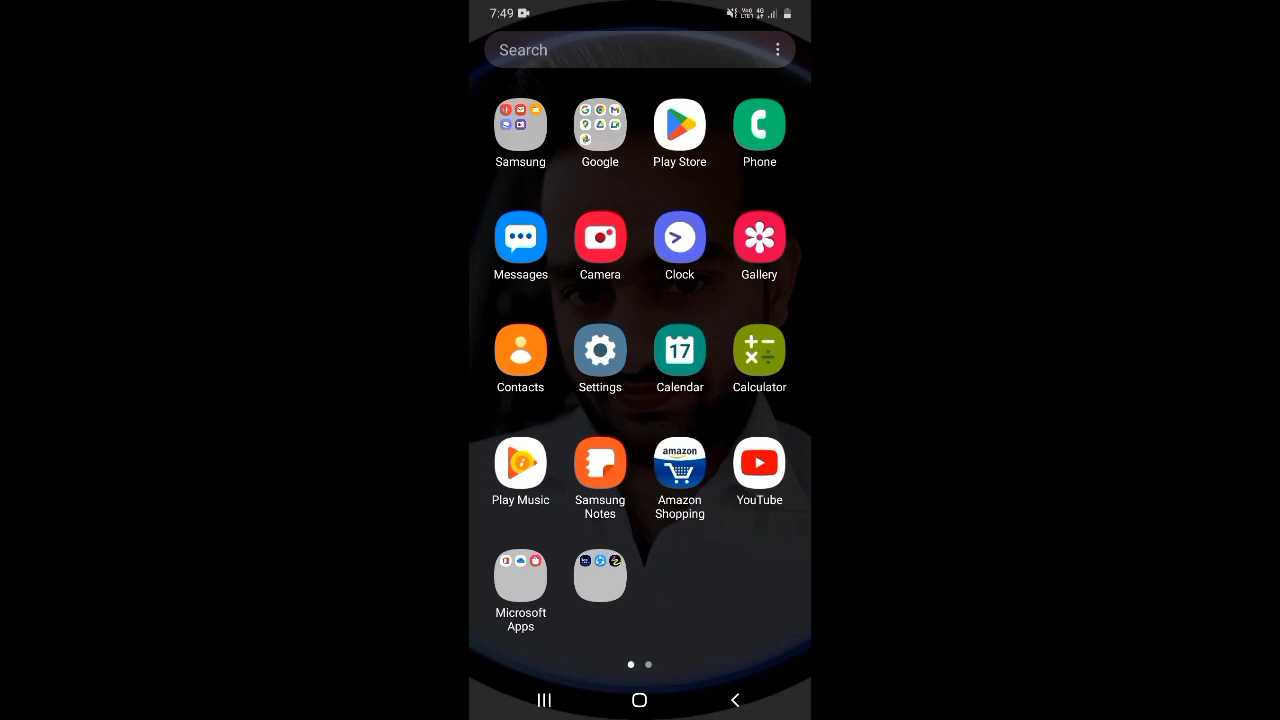 7:49
Search
Samsung
Google
Play Store
Phone
Messages
Camera
Clock
Gallery
Contacts
Settings
17
Calendar
Calculator
Play Music
Samsung
Notes
amazon
Amazon
Shopping
YouTube
Microsoft
Apps